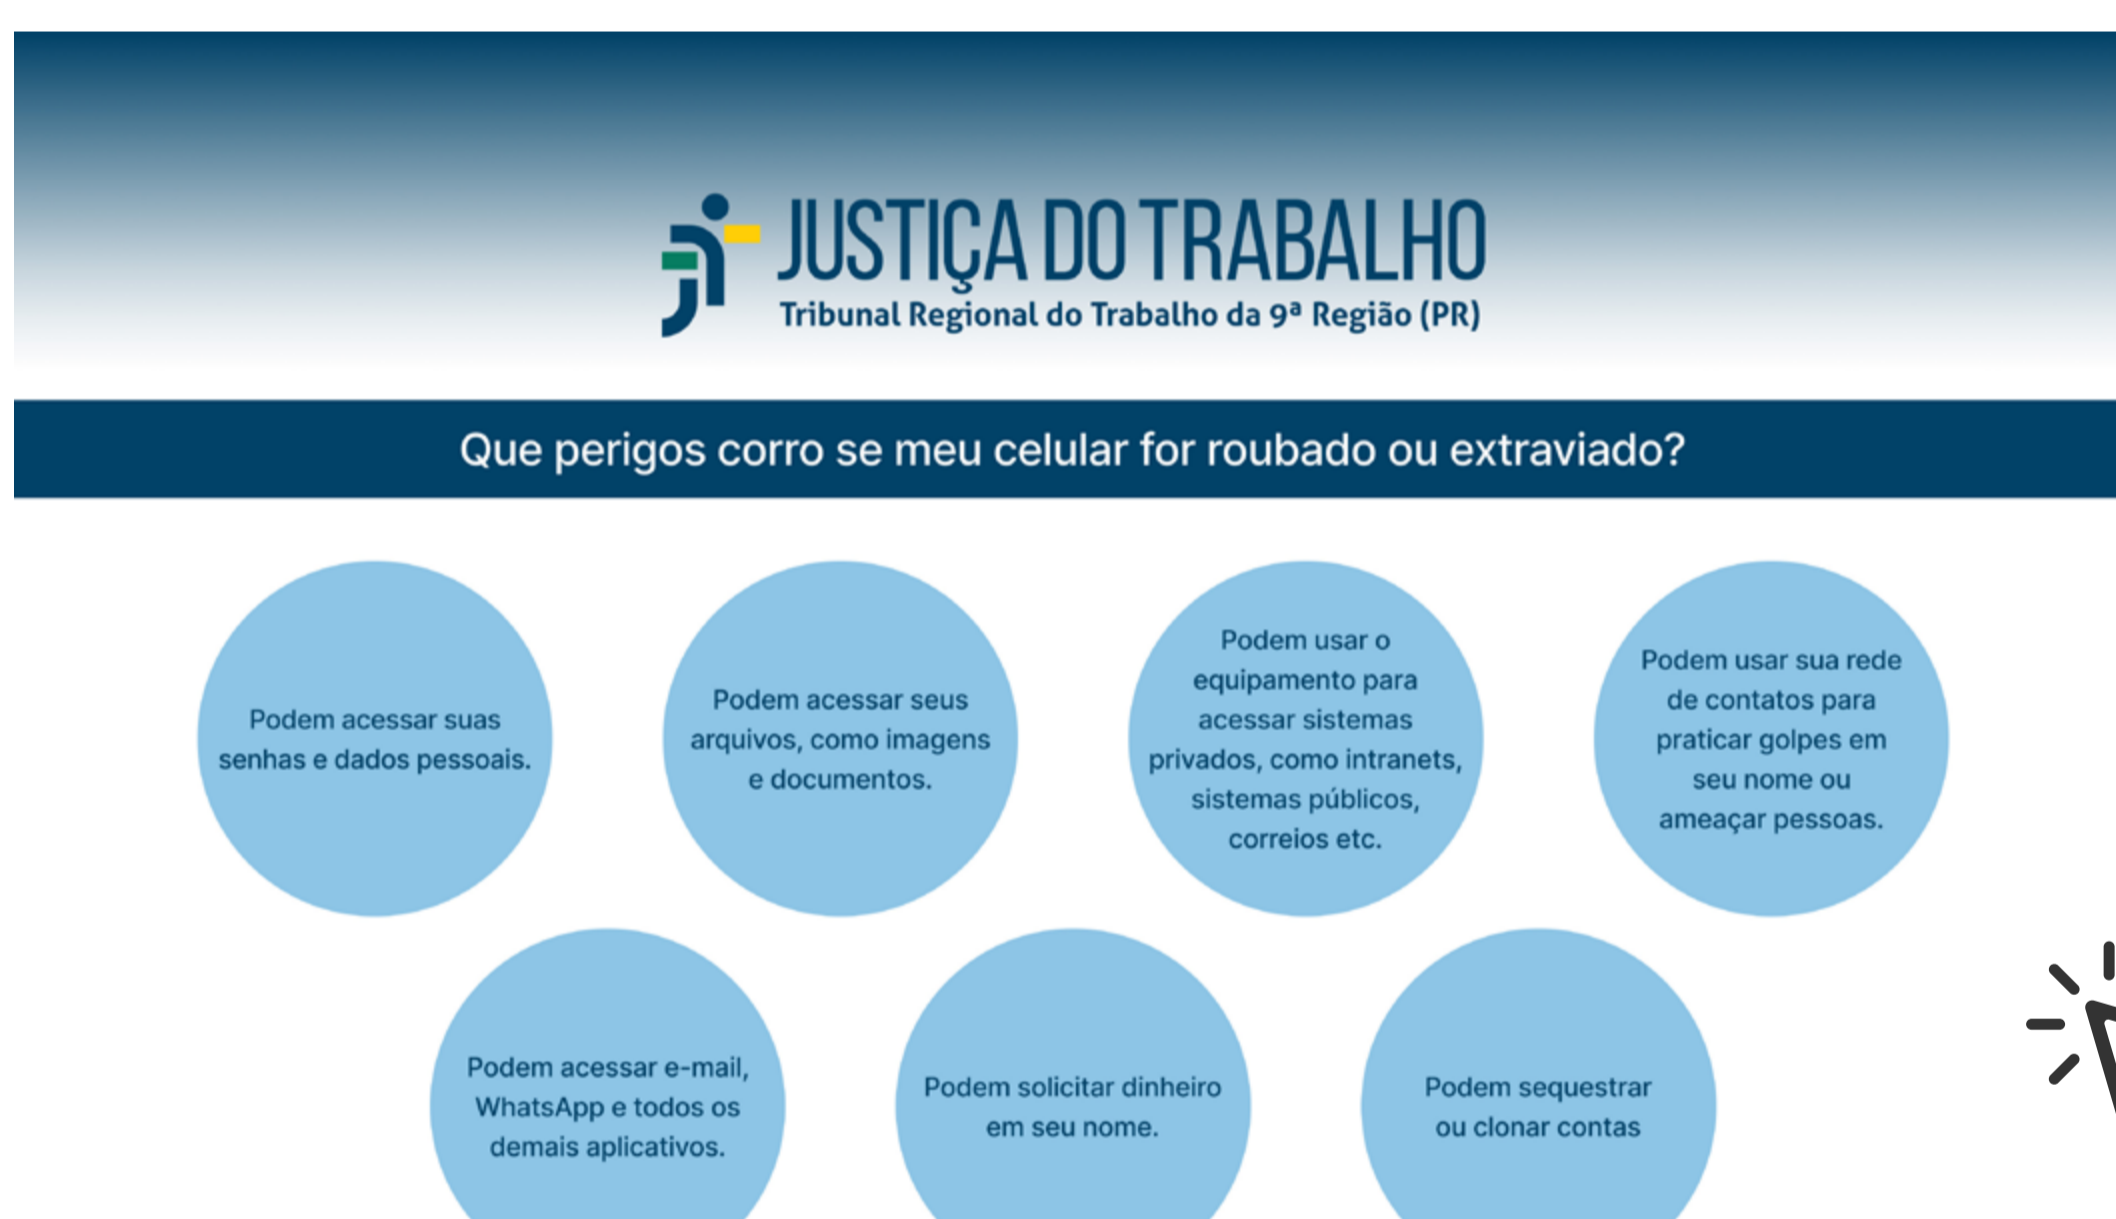 JUSTIÇA DO TRABALHO
Tribunal Regional do Trabalho da 9ª Região (PR)
Que perigos corro se meu celular for roubado ou extraviado?
Podem acessar suas
senhas e dados pessoais.
Podem acessar seus
arquivos, como imagens
e documentos.
Podem usar o
equipamento para
acessar sistemas
privados, como intranets,
sistemas públicos,
correios etc.
Podem usar sua rede
de contatos para
praticar golpes em
seu nome ou
ameaçar pessoas.
Podem acessar e-mail,
WhatsApp e todos os
demais aplicativos.
Podem solicitar dinheiro
em seu nome.
Podem sequestrar
ou clonar contas